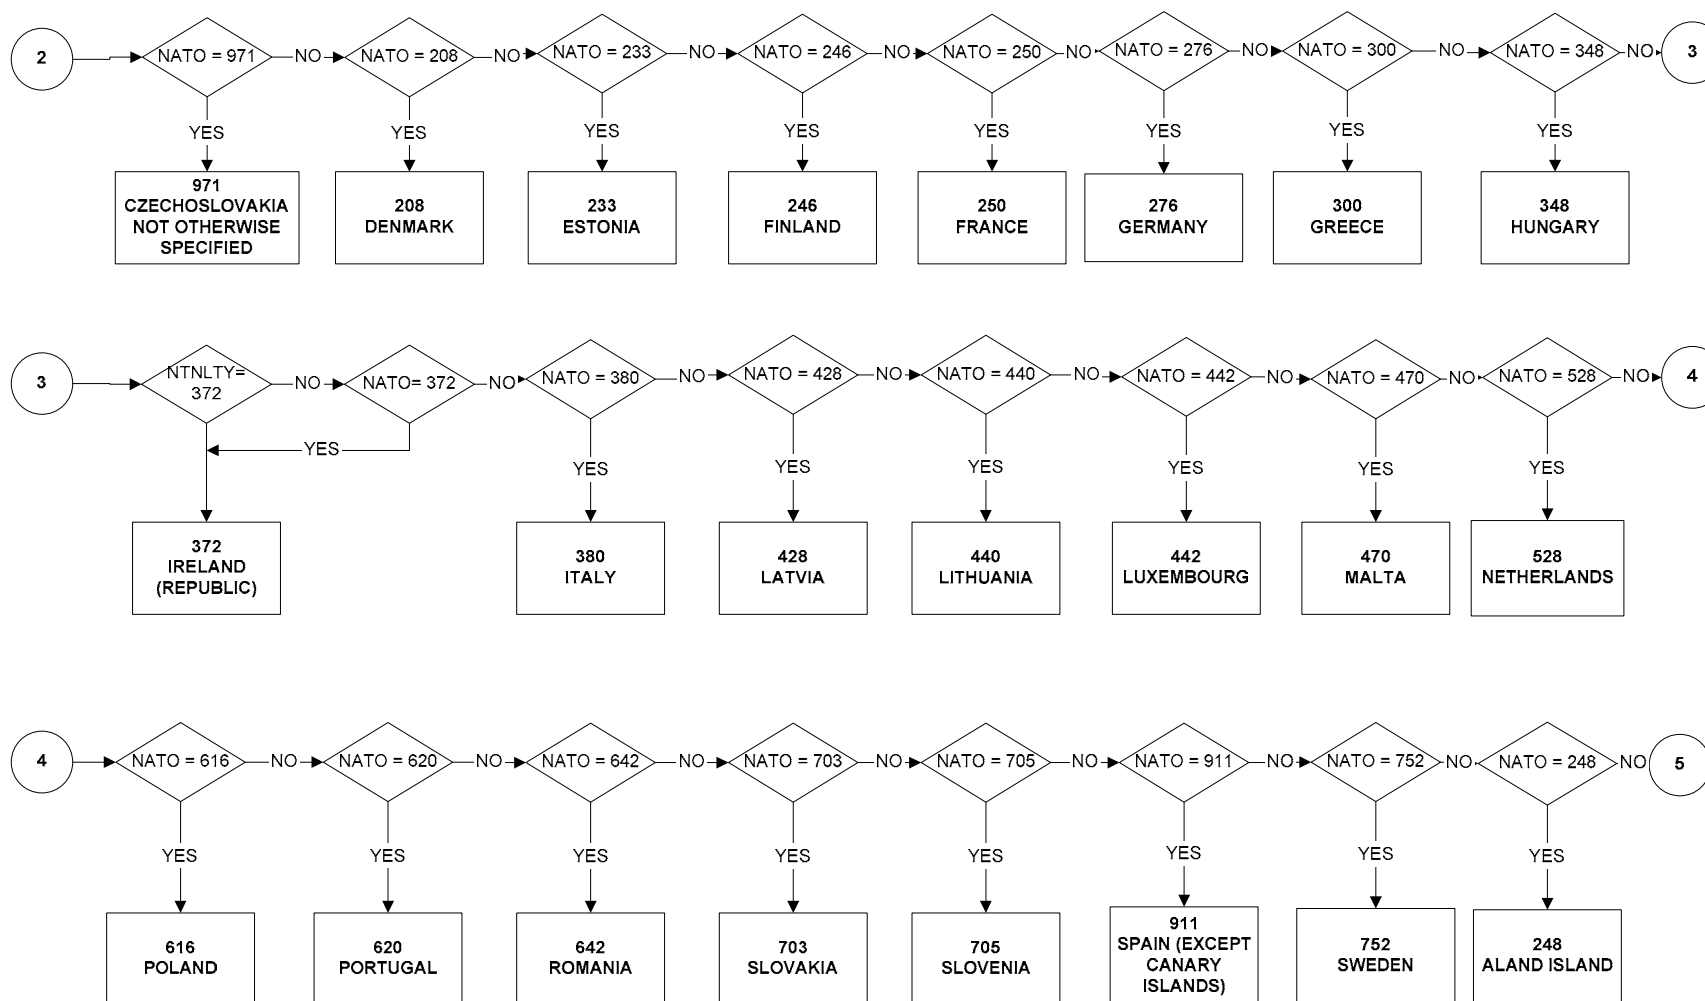 2
NATO = 971
NO
NATO = 208
NO
NATO = 233
NO
NATO = 246
NO
NATO = 250
NO
NATO = 276
NO
NATO = 300
NO
NATO = 348
NO
3
YES
YES
YES
YES
YES
YES
YES
YES
971
CZECHOSLOVAKIA
NOT OTHERWISE
SPECIFIED
208
DENMARK
233
ESTONIA
246
FINLAND
250
FRANCE
276
GERMANY
300
GREECE
348
HUNGARY
3
NTNLTY=
372
NO
NATO= 372
NO
NATO = 380
NO
NATO = 428
NO
NATO = 440
NO
NATO = 442
NO
NATO = 470
NO
NATO = 528
NO
4
YES
YES
YES
YES
YES
YES
YES
372
IRELAND
(REPUBLIC)
380
ITALY
428
LATVIA
440
LITHUANIA
442
LUXEMBOURG
470
MALTA
528
NETHERLANDS
4
NATO = 616
NO
NATO = 620
NO
NATO = 642
NO
NATO = 703
NO
NATO = 705
NO
NATO = 911
NO
NATO = 752
NO
NATO = 248
NO
5
YES
YES
YES
YES
YES
YES
YES
YES
616
POLAND
620
PORTUGAL
642
ROMANIA
703
SLOVAKIA
705
SLOVENIA
911
SPAIN (EXCEPT
CANARY
ISLANDS)
752
SWEDEN
248
ALAND ISLAND